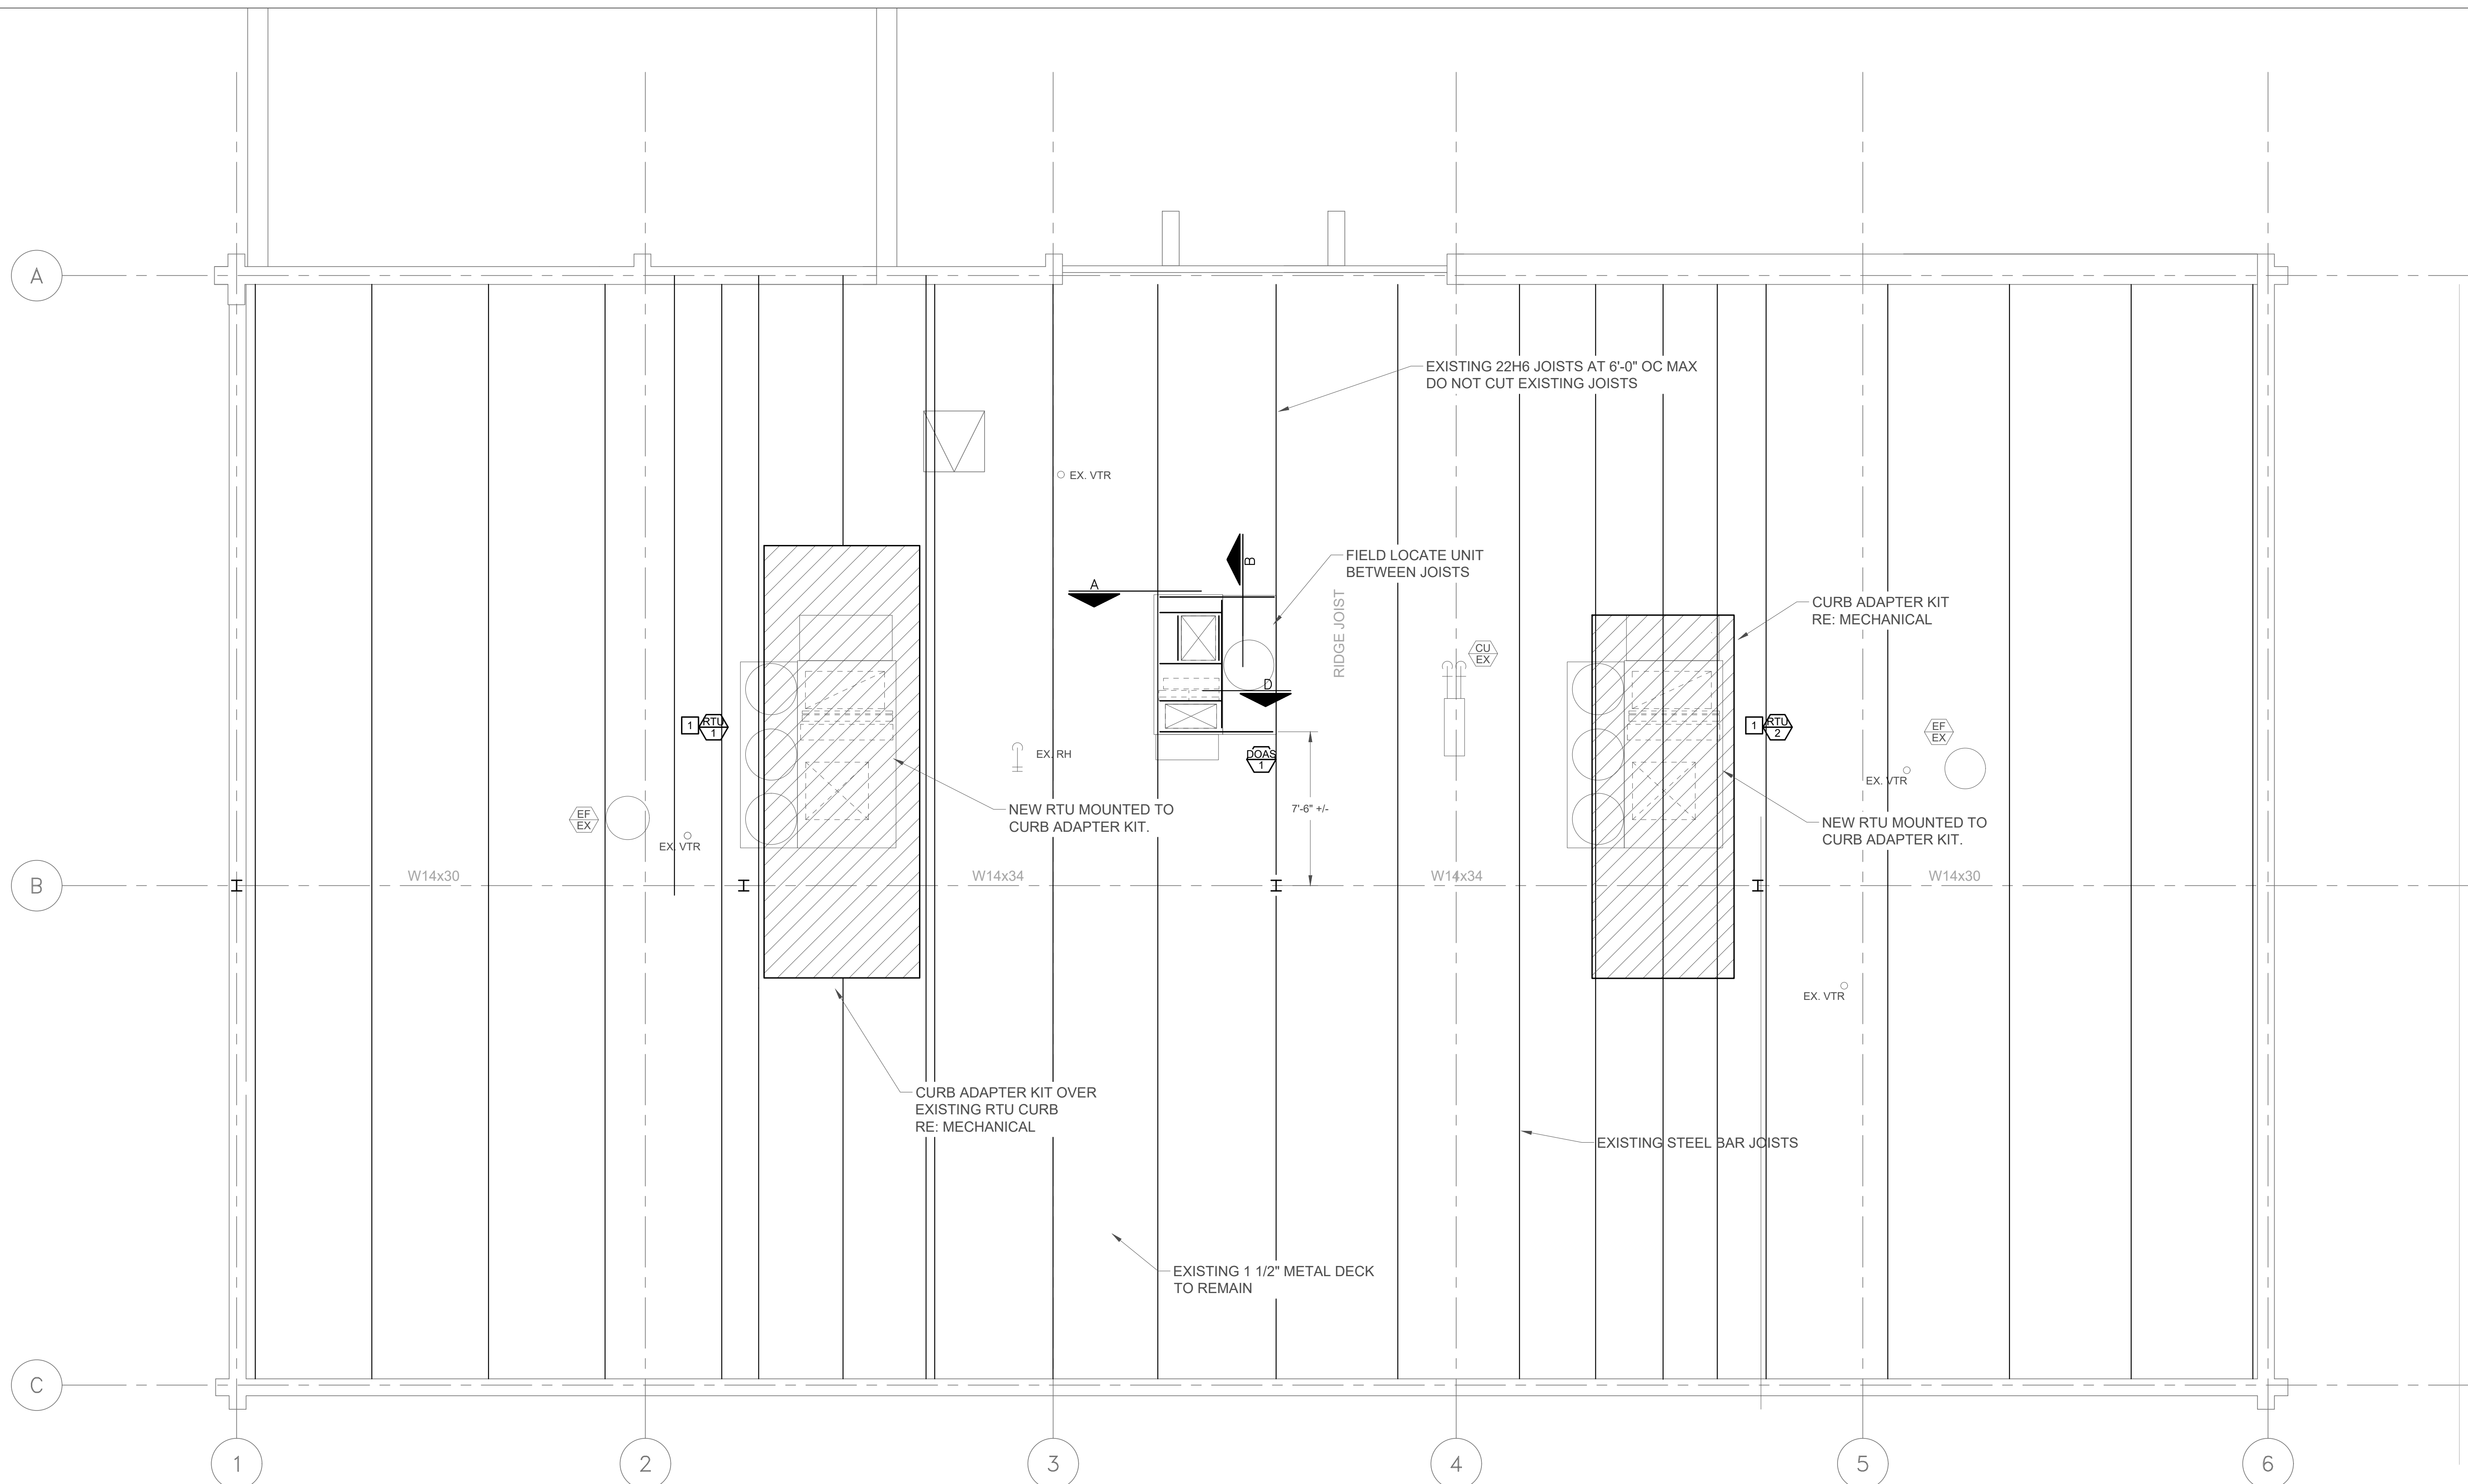 A
EXISTING 22H6 JOISTS AT 6'-0" OC MAX
DO NOT CUT EXISTING JOISTS
EX. VTR
B
FIELD LOCATE UNIT
BETWEEN JOISTS
A
RIDGE JOIST
CURB ADAPTER KIT
RE: MECHANICAL
CU
EX
D
1
RTU
1
1
RTU
2
EF
EX
EX. RH
DOAS
1
EX. VTR
7'-6" +/-
NEW RTU MOUNTED TO
CURB ADAPTER KIT.
EF
EX
NEW RTU MOUNTED TO
CURB ADAPTER KIT.
EX. VTR
B
W14x30
W14x34
W14x34
W14x30
EX. VTR
CURB ADAPTER KIT OVER
EXISTING RTU CURB
RE: MECHANICAL
EXISTING STEEL BAR JOISTS
EXISTING 1 1/2" METAL DECK
TO REMAIN
C
1
2
3
4
5
6